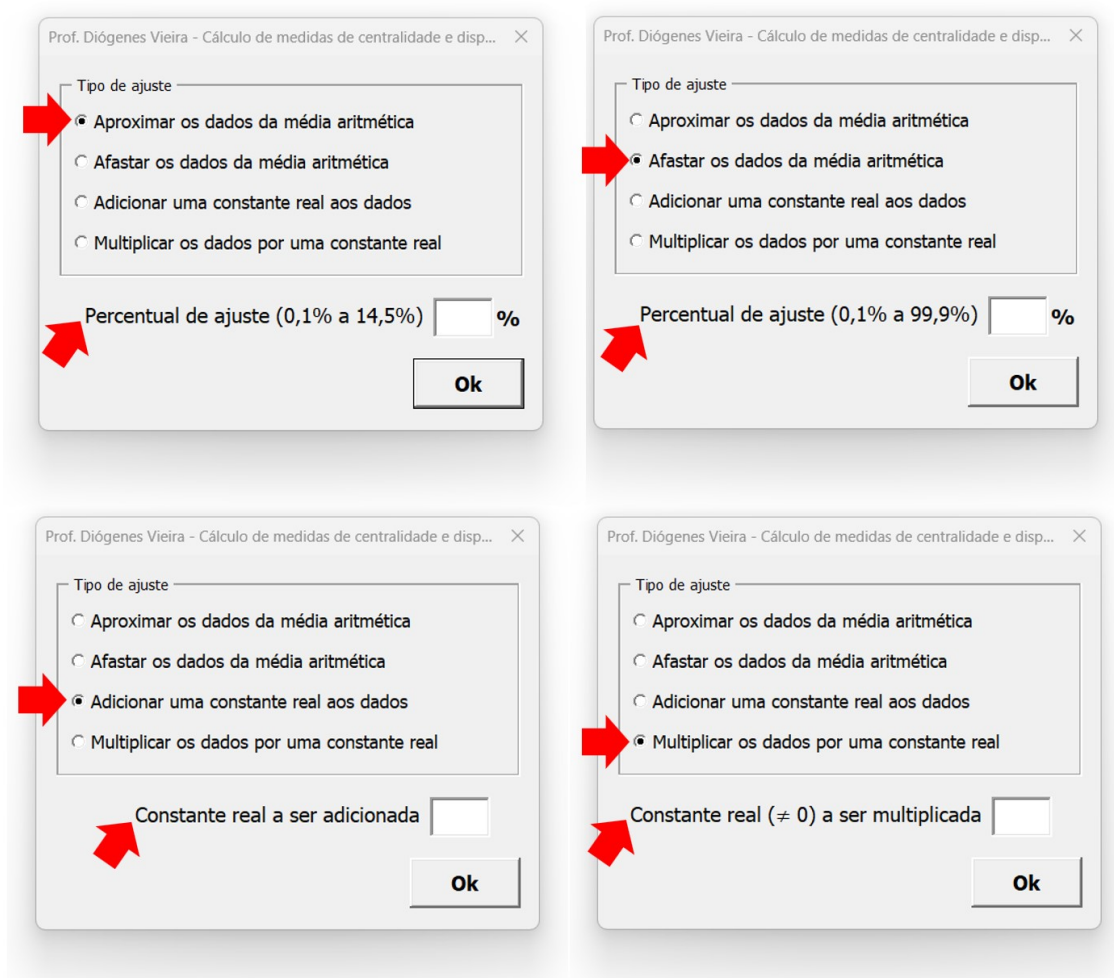 Prof. Diógenes Vieira - Cálculo de medidas de centralidade e disp...
Tipo de ajuste
Aproximar os dados da média aritmética
Afastar os dados da média aritmética
Adicionar uma constante real aos dados
Multiplicar os dados por uma constante real
Percentual de ajuste (0,1% a 14,5%) %
Ok
Prof. Diógenes Vieira - Cálculo de medidas de centralidade e disp...
Tipo de ajuste
Aproximar os dados da média aritmética
Afastar os dados da média aritmética
Adicionar uma constante real aos dados
Multiplicar os dados por uma constante real
Percentual de ajuste (0,1% a 99,9%) %
Ok
Prof. Diógenes Vieira - Cálculo de medidas de centralidade e disp...
Tipo de ajuste
Aproximar os dados da média aritmética
Afastar os dados da média aritmética
Adicionar uma constante real aos dados
Multiplicar os dados por uma constante real
Constante real a ser adicionada
Ok
Prof. Diógenes Vieira - Cálculo de medidas de centralidade e disp...
Tipo de ajuste
Aproximar os dados da média aritmética
Afastar os dados da média aritmética
Adicionar uma constante real aos dados
Multiplicar os dados por uma constante real
Constante real (≠ 0) a ser multiplicada
Ok